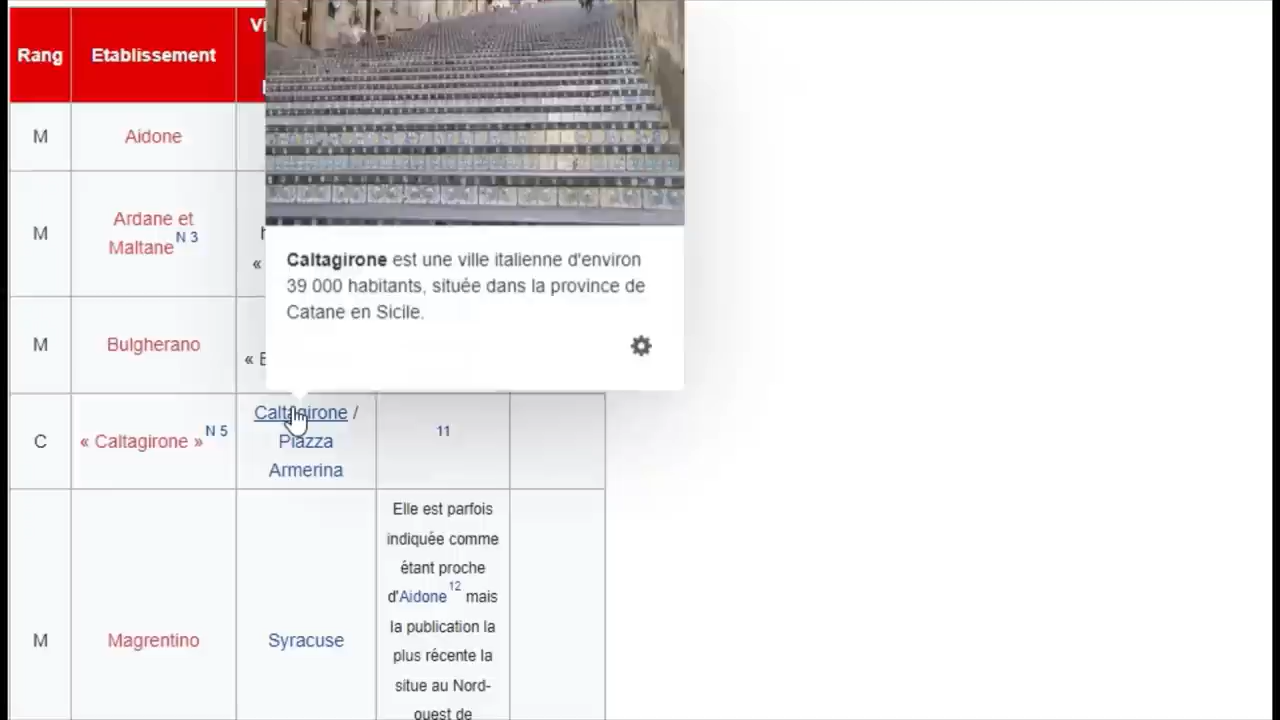 Rang
Etablissement
M
Aidone
M
Ardane et
Maltane N 3
«
M
Bulgherano
«
Caltagirone est une ville italienne d'environ
39 000 habitants, située dans la province de
Catane en Sicile.
C
« Caltagirone » N 5
Caltagirone /
Piazza
Armerina
11
M
Magrentino
Syracuse
Elle est parfois
indiquée comme
étant proche
d'Aidone 12 mais
la publication la
plus récente la
situe au Nord-
ouest de